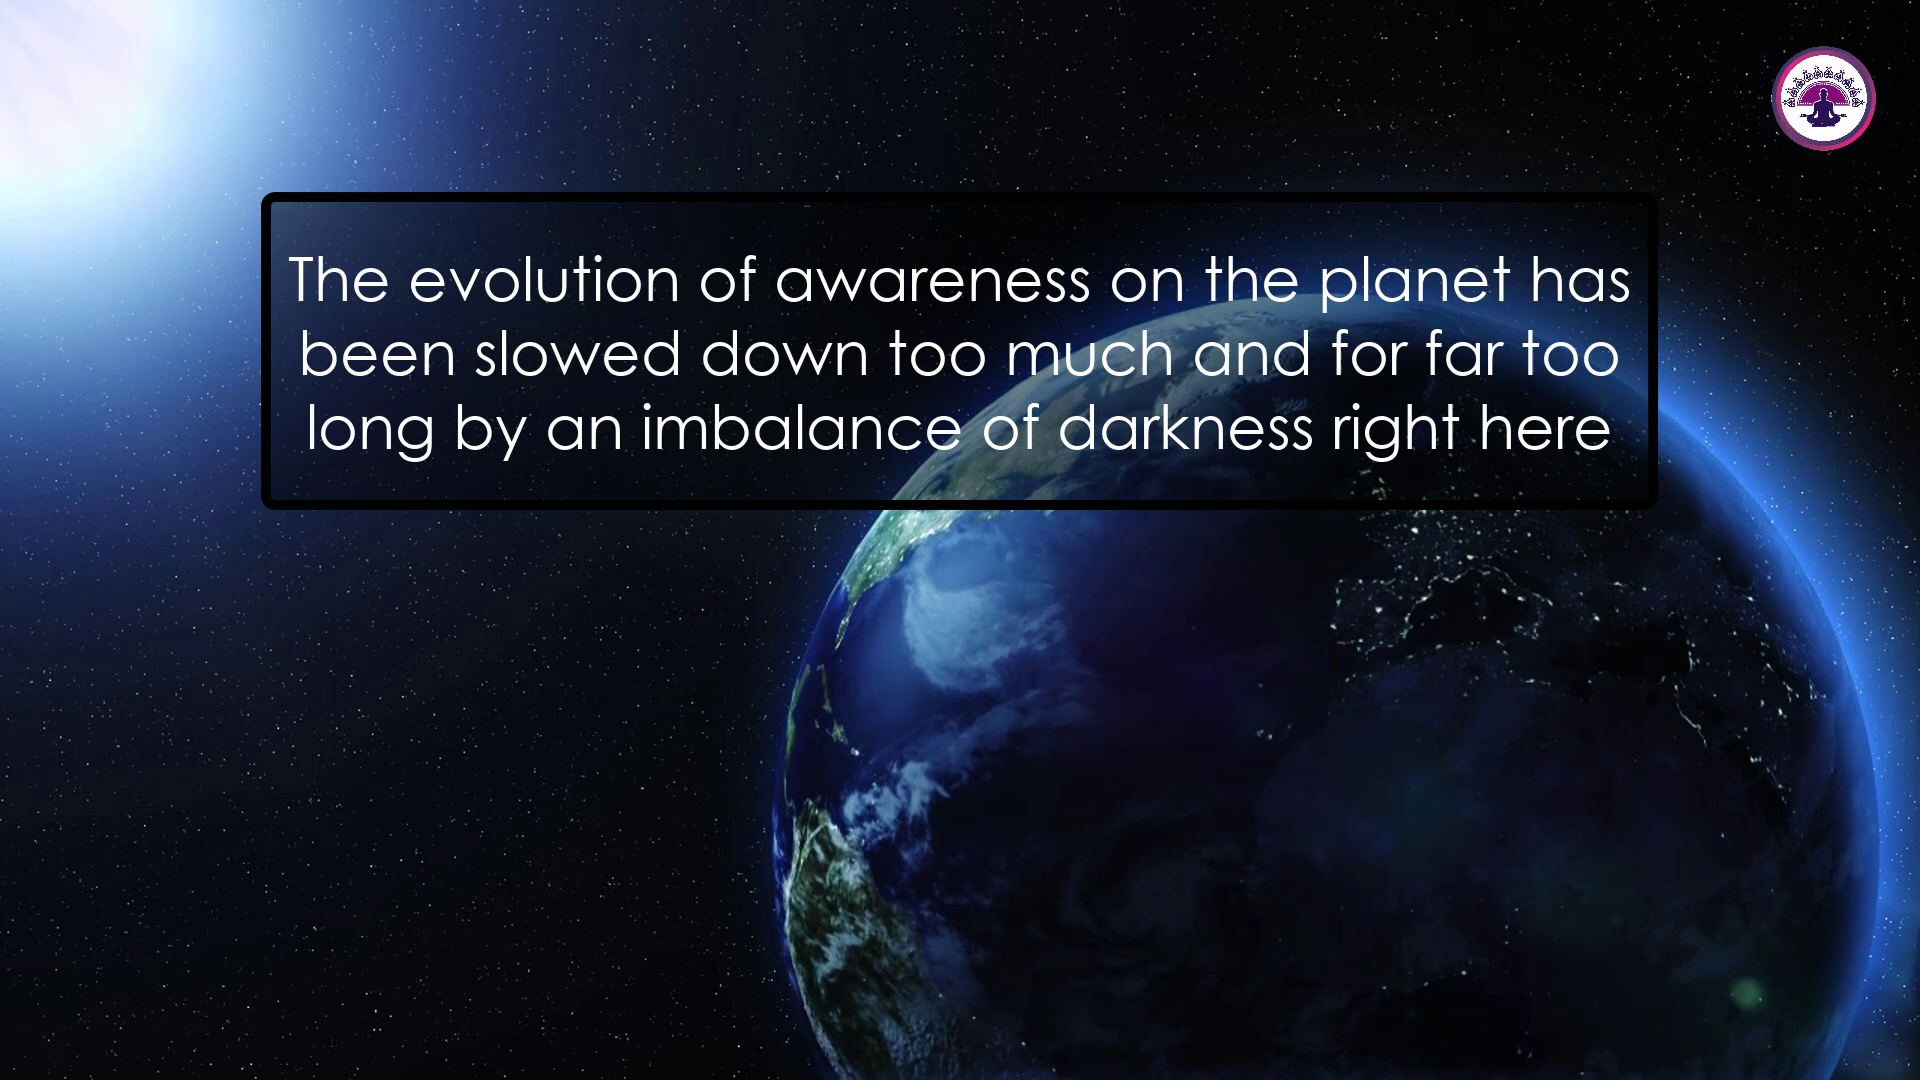 The evolution of awareness on the planet has
been slowed down too much and for far too
long by an imbalance of darkness right here